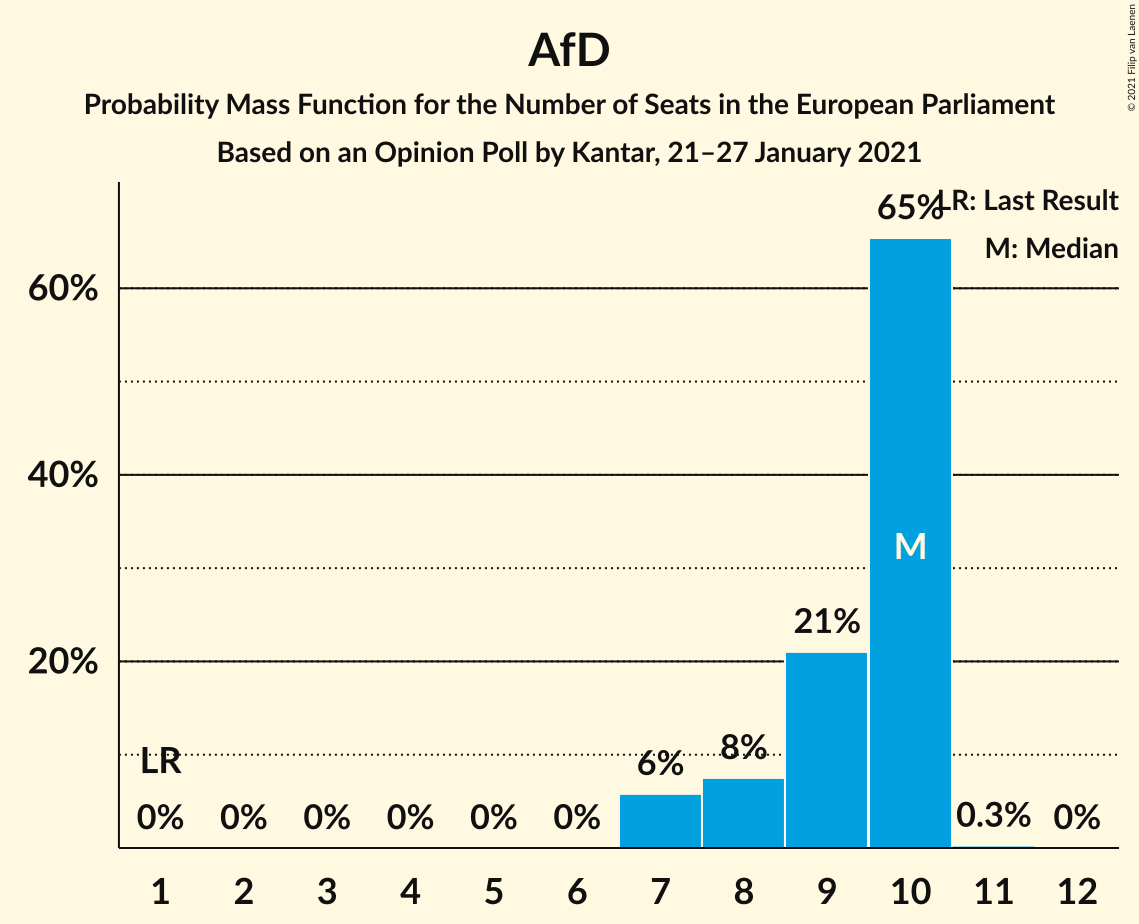 AfD
Probability Mass Function for the Number of Seats in the European Parliament
Based on an Opinion Poll by Kantar, 21–27 January 2021
© 2021 Filip van Laenen
LR: Last Result
M: Median
65%
60%
40%
M
21%
20%
LR
6%
8%
0%
0%
0%
0%
0%
0%
0.3%
0%
1 2 3 4 5 6 7 8 9 10 11 12